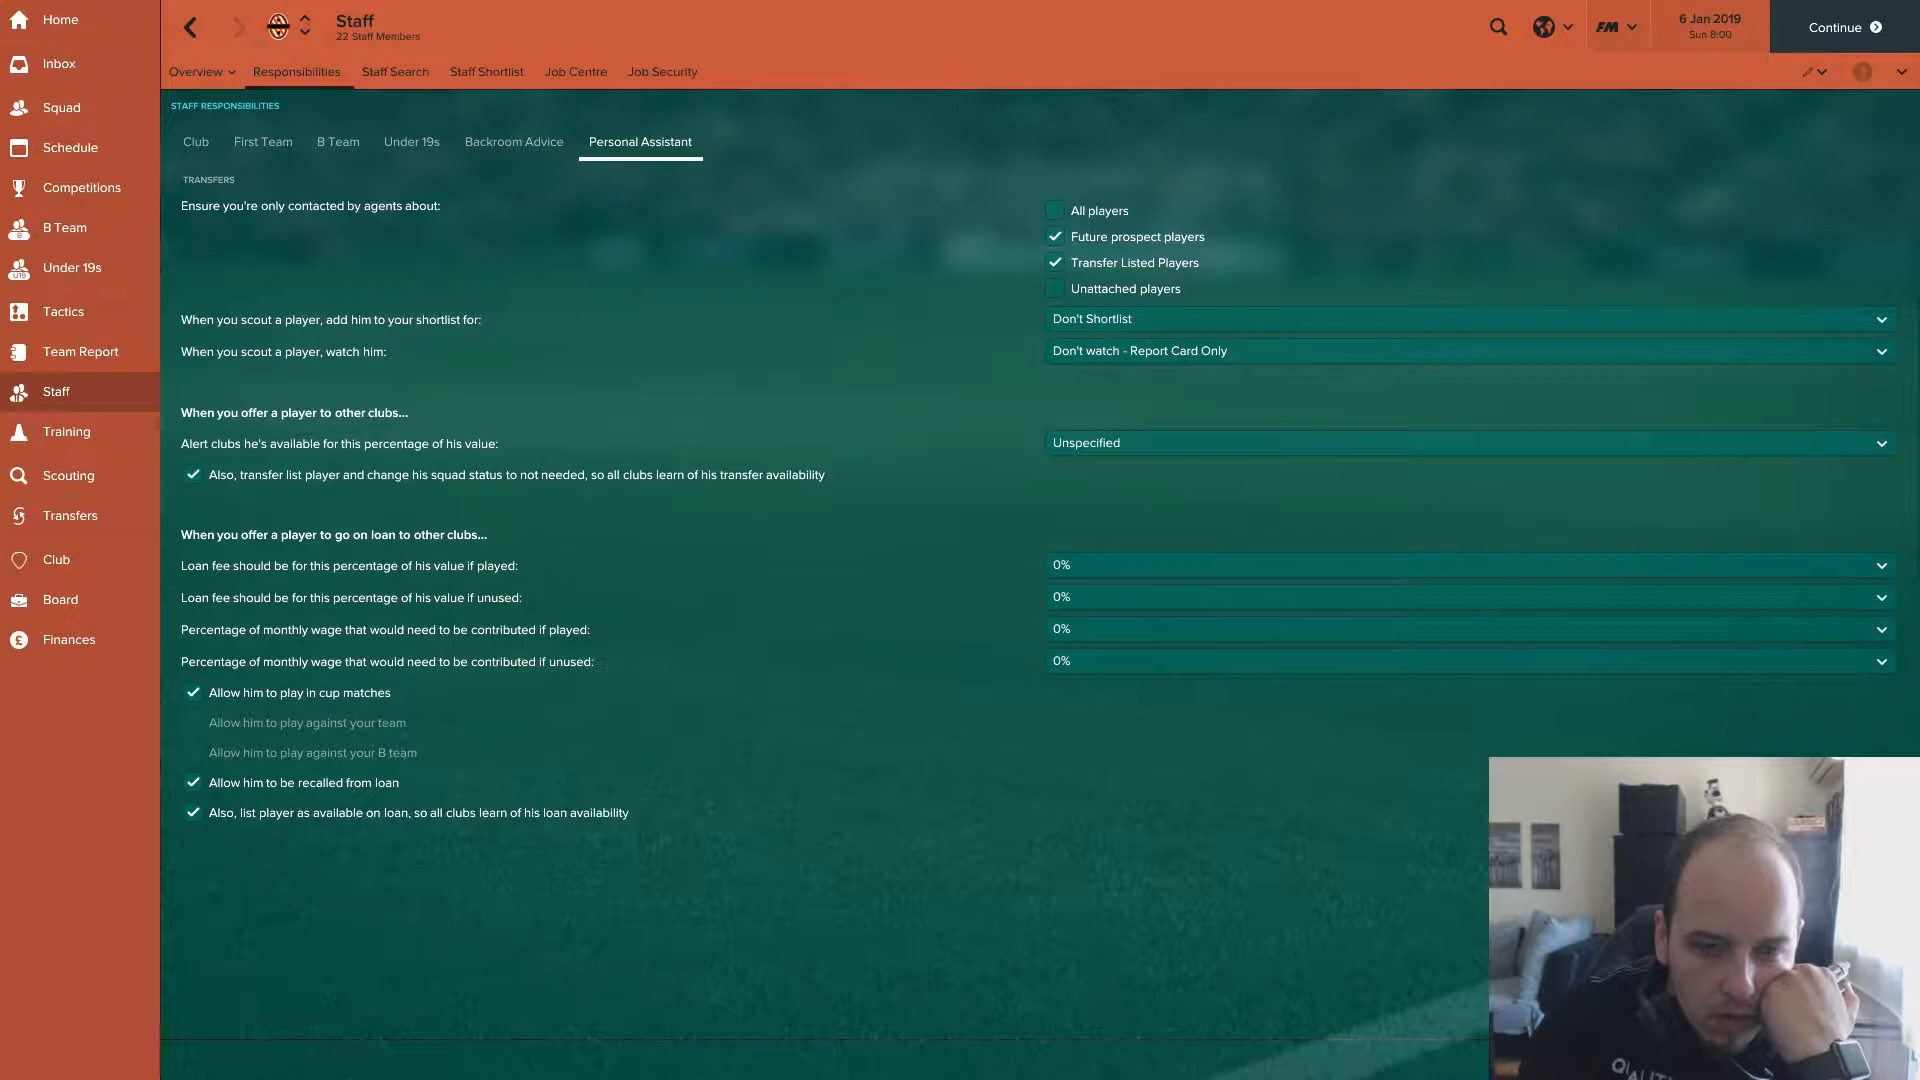 Home
Inbox
Squad
Schedule
Competitions
B Team
Under 19s
Tactics
Team Report
Staff
Training
Scouting
Transfers
Club
Board
Finances
Staff
22 Staff Members
FM
6 Jan 2019
Sun 8:00
Continue
Overview
Responsibilities
Staff Search
Staff Shortlist
Job Centre
Job Security
STAFF RESPONSIBILITIES
Club
First Team
B Team
Under 19s
Backroom Advice
Personal Assistant
TRANSFERS
Ensure you're only contacted by agents about:
All players
Future prospect players
Transfer Listed Players
Unattached players
When you scout a player, add him to your shortlist for:
Don't Shortlist
When you scout a player, watch him:
Don't watch - Report Card Only
When you offer a player to other clubs...
Alert clubs he's available for this percentage of his value:
Unspecified
Also, transfer list player and change his squad status to not needed, so all clubs learn of his transfer availability
When you offer a player to go on loan to other clubs...
Loan fee should be for this percentage of his value if played:
0%
Loan fee should be for this percentage of his value if unused:
0%
Percentage of monthly wage that would need to be contributed if played:
0%
Percentage of monthly wage that would need to be contributed if unused:
0%
Allow him to play in cup matches
Allow him to play against your team
Allow him to play against your B team
Allow him to be recalled from loan
Also, list player as available on loan, so all clubs learn of his loan availability